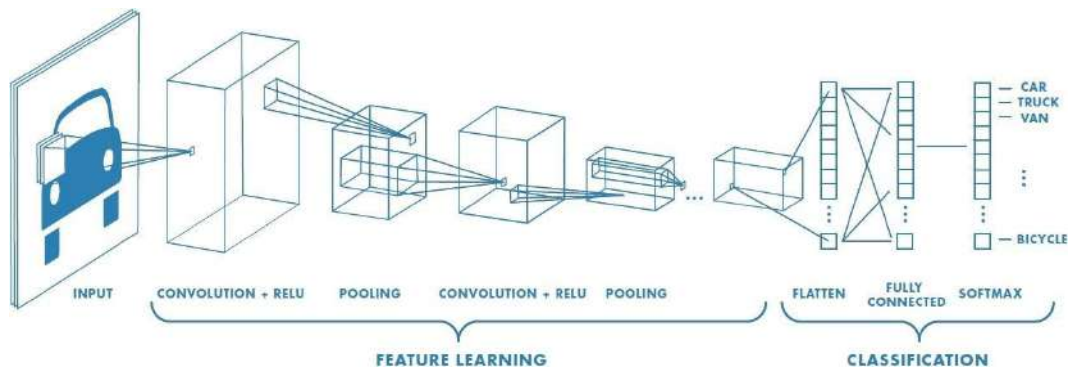 CAR
TRUCK
VAN
BICYCLE
INPUT
CONVOLUTION + RELU
POOLING
CONVOLUTION + RELU
POOLING
FLATTEN
FULLY
CONNECTED
SOFTMAX
FEATURE LEARNING
CLASSIFICATION